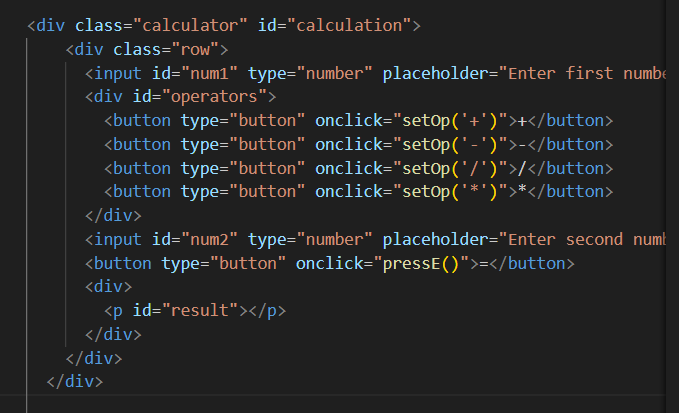 <div class="calculator" id="calculation">
<div class="row">
<input id="num1" type="number" placeholder="Enter first numbe
<div id="operators">
<button type="button" onclick="setOp('+')">+</button>
<button type="button" onclick="setOp('-')">-</button>
<button type="button" onclick="setOp('/')">/</button>
<button type="button" onclick="setOp('*')">*</button>
</div>
<input id="num2" type="number" placeholder="Enter second numb
<button type="button" onclick="pressE()">=</button>
<div>
<p id="result"></p>
</div>
</div>
</div>